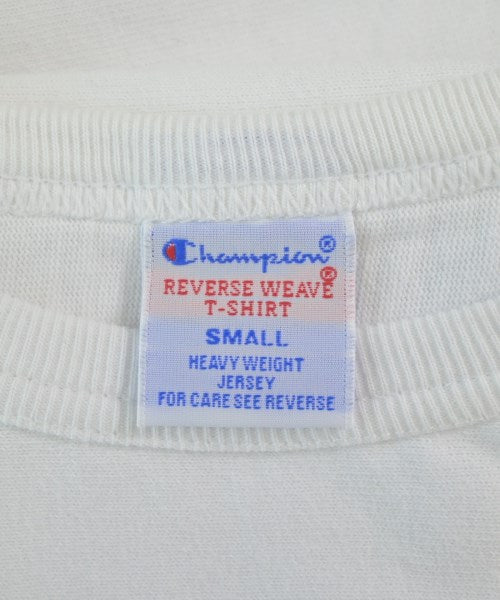 Champion®
REVERSE WEAVE®
T-SHIRT
SMALL
HEAVY WEIGHT
JERSEY
FOR CARE SEE REVERSE